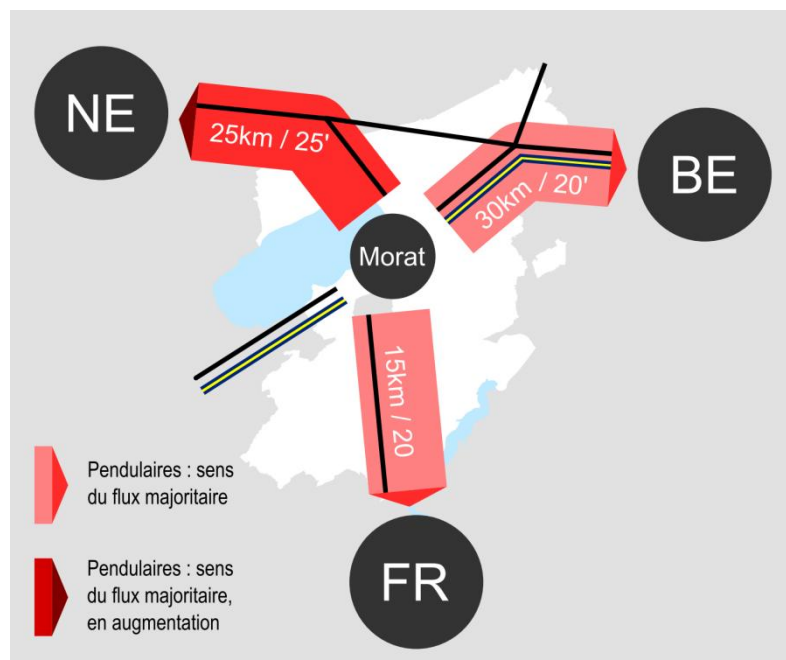 NE
25km / 25'
30km / 20'
BE
Morat
15km / 20
FR
Pendulaires : sens
du flux majoritaire
Pendulaires : sens
du flux majoritaire,
en augmentation